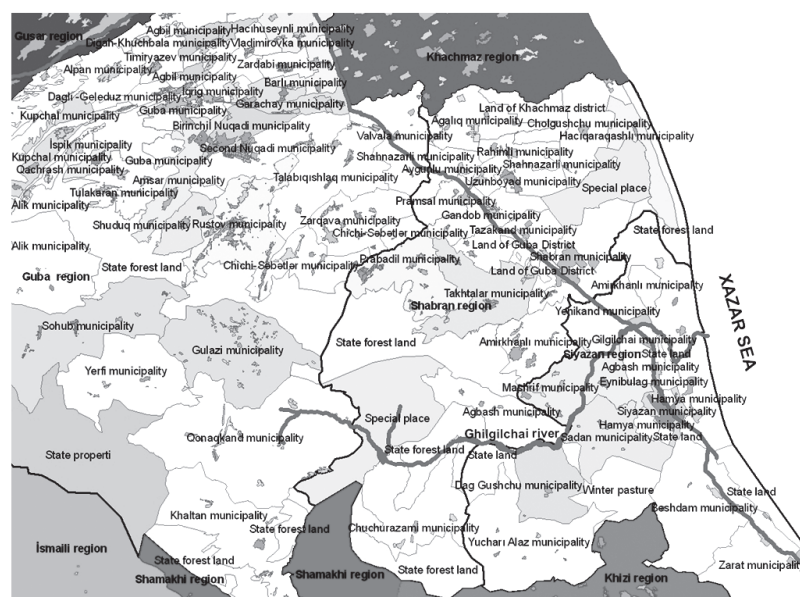 Agbil municipality Hacıhuseynli municipality
Gusar region
Digah-Khuchbala municipality Vladimirovka municipality
Timiryazev municipality
Khachmaz region
Zardabi municipality
Alpan municipality
Agbil municipality
Barlı municipality
Igrig municipality
Dagli -Geleduz municipality
Garachay municipality
Land of Khachmaz district
Guba municipality
Kupchal municipality
Agalıq municipality
Cholgushchu municipality
Birinchil Nuqadi municipality
Valvala municipality
Hacıqaraqashlı municipality
İspik municipality
Second Nuqadi municipality
Rahimli municipality
Kupchal municipality
Guba municipality
Shahnazarli municipality
Shahnazarlı municipality
Qachrash municipality
Aygunlu municipality
Amsar municipality
Talabıqıshlaq municipality
Uzunboyad municipality
Special place
Tulakaran municipality
Pramsal municipality
Alik municipality
Gandob municipality
Shuduq municipality Rustov municipality
Zarqava municipality
Tazakand municipality
State forest land
Chichi-Sebetler municipality
Alik municipality
Land of Guba District
Shabran municipality
Prabadil municipality
State forest land
Chichi-Sebetler municipality
Land of Guba District
Guba region
Amirkhanlı municipality
XAZAR SEA
Takhtalar municipality
Shabran region
Yenikand municipality
Sohub municipality
State forest land
Amirkhanlı municipality
Gilgilchai municipality
Gulazi municipality
Siyazan region
State land
Agbash municipality
Yerfi municipality
Eynibulag municipality
Mashrif municipality
Hamya municipality
Agbash municipality
Siyazan municipality
Special place
Hamya municipality
Qonaqkand municipality
Ghilgilchai river
Sadan municipality
State land
State forest land
State properti
State land
Dag Gushchu municipality
Winter pasture
State land
Beshdam municipality
Khaltan municipality
State forest land
Chuchurazami municipality
Yucharı Alaz municipality
İsmaili region
State forest land
Zarat municipality
State forest land
Shamakhi region
Shamakhi region
Khizi region